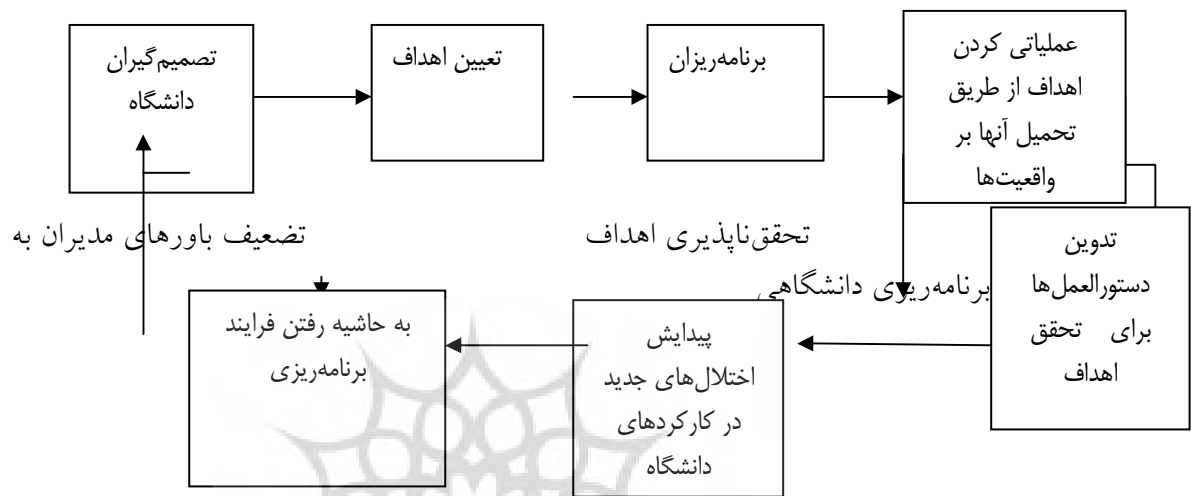 تصمیم‌گیران
دانشگاه
تعیین اهداف
برنامه‌ریزان
عملیاتی کردن
اهداف از طریق
تحمیل آنها بر
واقعیت‌ها
تضعیف باورهای مدیران به
تحقق‌ناپذیری اهداف
برنامه‌ریزی دانشگاهی
تدوین
دستورالعمل‌ها
برای تحقق
اهداف
پیدایش
اختلال‌های جدید
در کارکردهای
دانشگاه
به حاشیه رفتن فرایند
برنامه‌ریزی